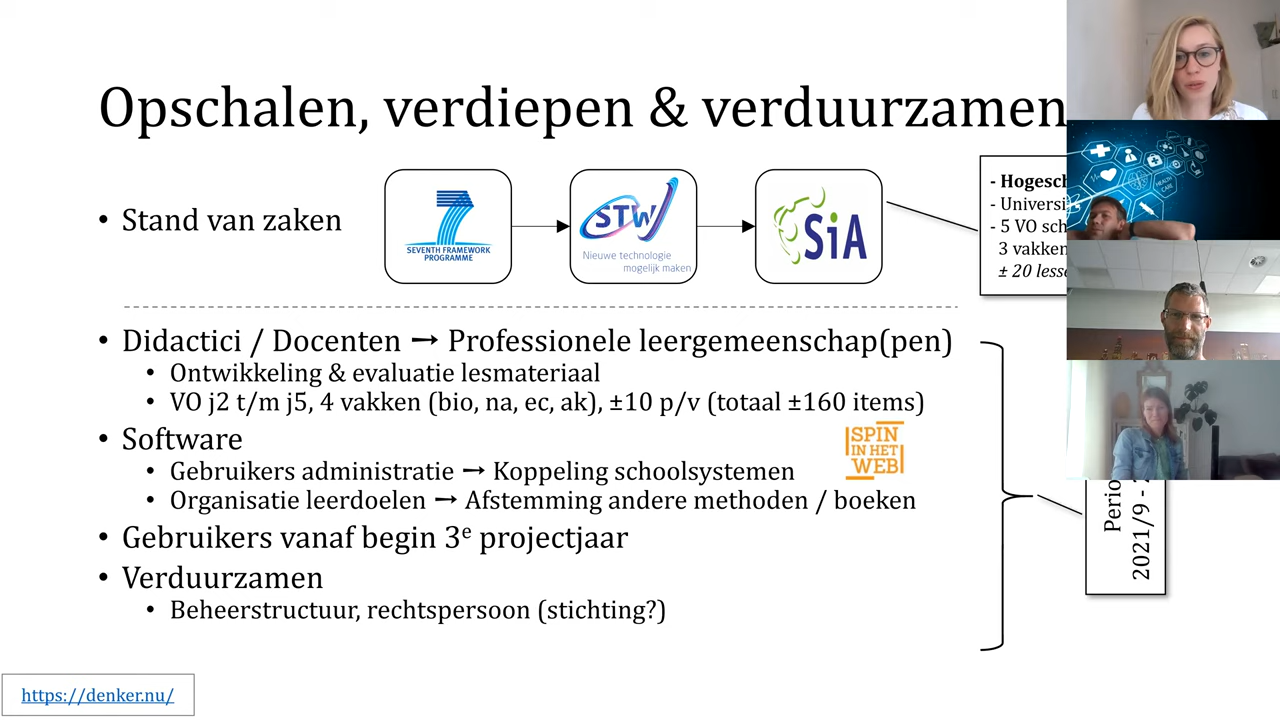 Opschalen, verdiepen & verduurzamen
• Stand van zaken
SEVENTH FRAMEWORK
PROGRAMME
STW
Nieuwe technologie
mogelijk maken
SiA
- Hogesch
- Universi
- 5 VO sch
3 vakken
± 20 lesse
HEALTH
CARE
• Didactici / Docenten → Professionele leergemeenschap(pen)
• Ontwikkeling & evaluatie lesmateriaal
• VO j2 t/m j5, 4 vakken (bio, na, ec, ak), ±10 p/v (totaal ±160 items)
• Software
SPIN
IN HET
WEB
• Gebruikers administratie → Koppeling schoolsystemen
• Organisatie leerdoelen → Afstemming andere methoden / boeken
• Gebruikers vanaf begin 3e projectjaar
• Verduurzamen
• Beheerstructuur, rechtspersoon (stichting?)
Perio
2021/9 -
https://denker.nu/